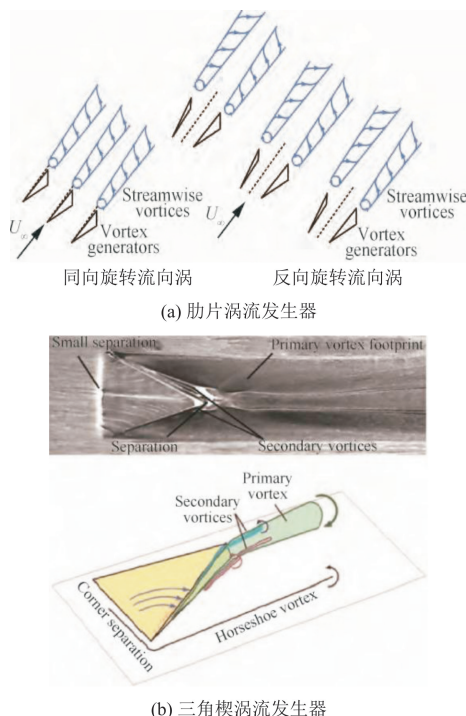 Streamwise
vortices
U∞
Vortex
generators
U∞
Streamwise
vortices
Vortex
generators
同向旋转流向涡
反向旋转流向涡
(a) 肋片涡流发生器
Small separation
Primary vortex footprint
Separation
Secondary vortices
Primary
vortex
Secondary
vortices
Corner separation
Horseshoe vortex
(b) 三角楔涡流发生器